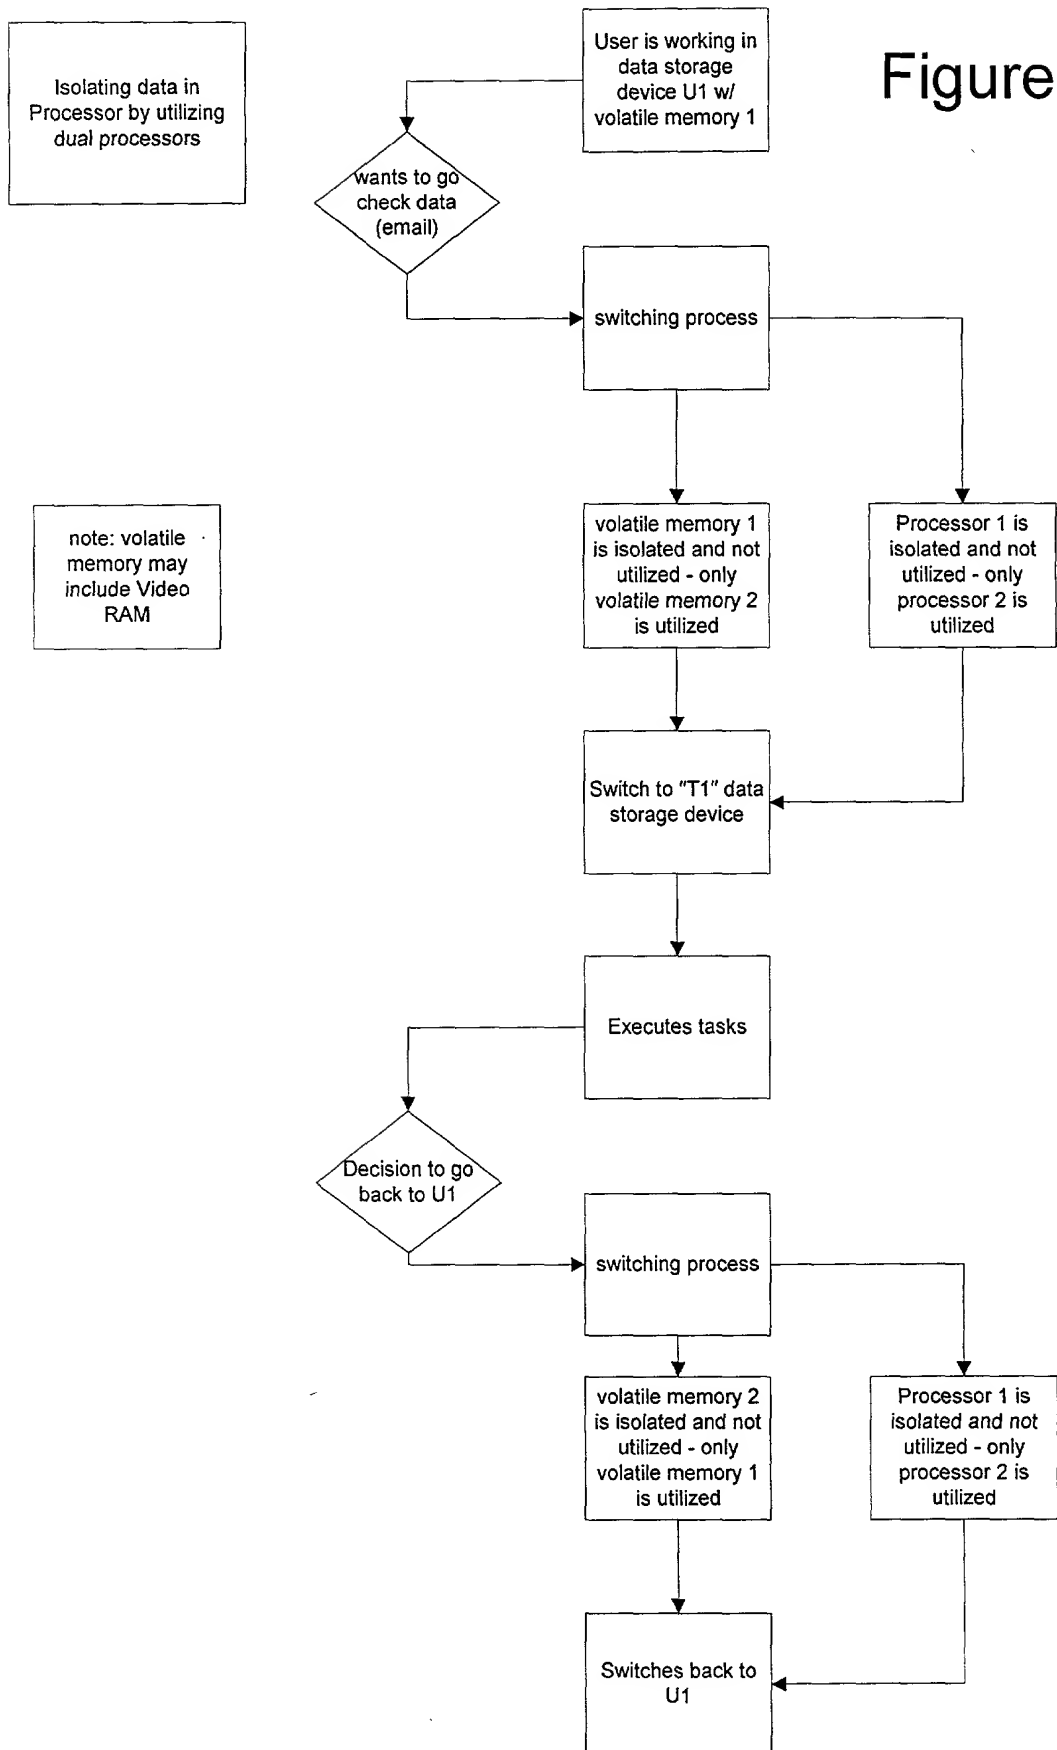 Isolating data in
Processor by utilizing
dual processors
User is working in
data storage
device U1 w/
volatile memory 1
Figure
wants to go
check data
(email)
switching process
note: volatile
memory may
include Video
RAM
volatile memory 1
is isolated and not
utilized - only
volatile memory 2
is utilized
Processor 1 is
isolated and not
utilized - only
processor 2 is
utilized
Switch to "T1" data
storage device
Executes tasks
Decision to go
back to U1
switching process
volatile memory 2
is isolated and not
utilized - only
volatile memory 1
is utilized
Processor 1 is
isolated and not
utilized - only
processor 2 is
utilized
Switches back to
U1